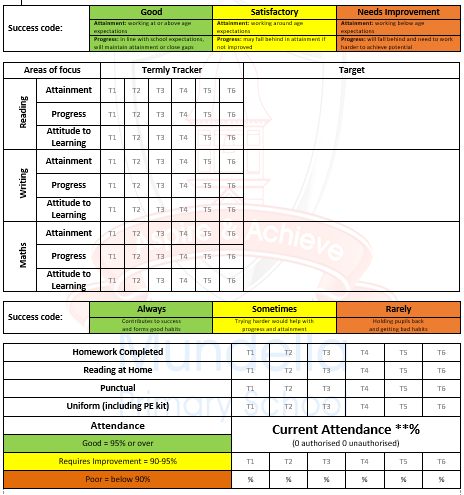 Success code:
Good
Attainment: working at or above age expectations
Progress: in line with school expectations, will maintain attainment or close gaps
Satisfactory
Attainment: working around age expectations
Progress: may fall behind in attainment if not improved
Needs Improvement
Attainment: working below age expectations
Progress: will fall behind and need to work harder to achieve potential
Areas of focus Termly Tracker Target
Reading
Attainment T1 T2 T3 T4 T5 T6
Progress T1 T2 T3 T4 T5 T6
Attitude to Learning T1 T2 T3 T4 T5 T6
Writing
Attainment T1 T2 T3 T4 T5 T6
Progress T1 T2 T3 T4 T5 T6
Attitude to Learning T1 T2 T3 T4 T5 T6
Maths
Attainment T1 T2 T3 T4 T5 T6
Progress T1 T2 T3 T4 T5 T6
Attitude to Learning T1 T2 T3 T4 T5 T6
Achieve
Success code:
Always
Contributes to success
and forms good habits
Sometimes
Trying harder would help with
progress and attainment
Rarely
Holding pupils back
and getting bad habits
Mundella
Primary School
Homework Completed T1 T2 T3 T4 T5 T6
Reading at Home T1 T2 T3 T4 T5 T6
Punctual T1 T2 T3 T4 T5 T6
Uniform (including PE kit) T1 T2 T3 T4 T5 T6
Attendance
Good = 95% or over
Current Attendance **%
(0 authorised 0 unauthorised)
Requires Improvement = 90-95% T1 T2 T3 T4 T5 T6
Poor = below 90% % % % % % %